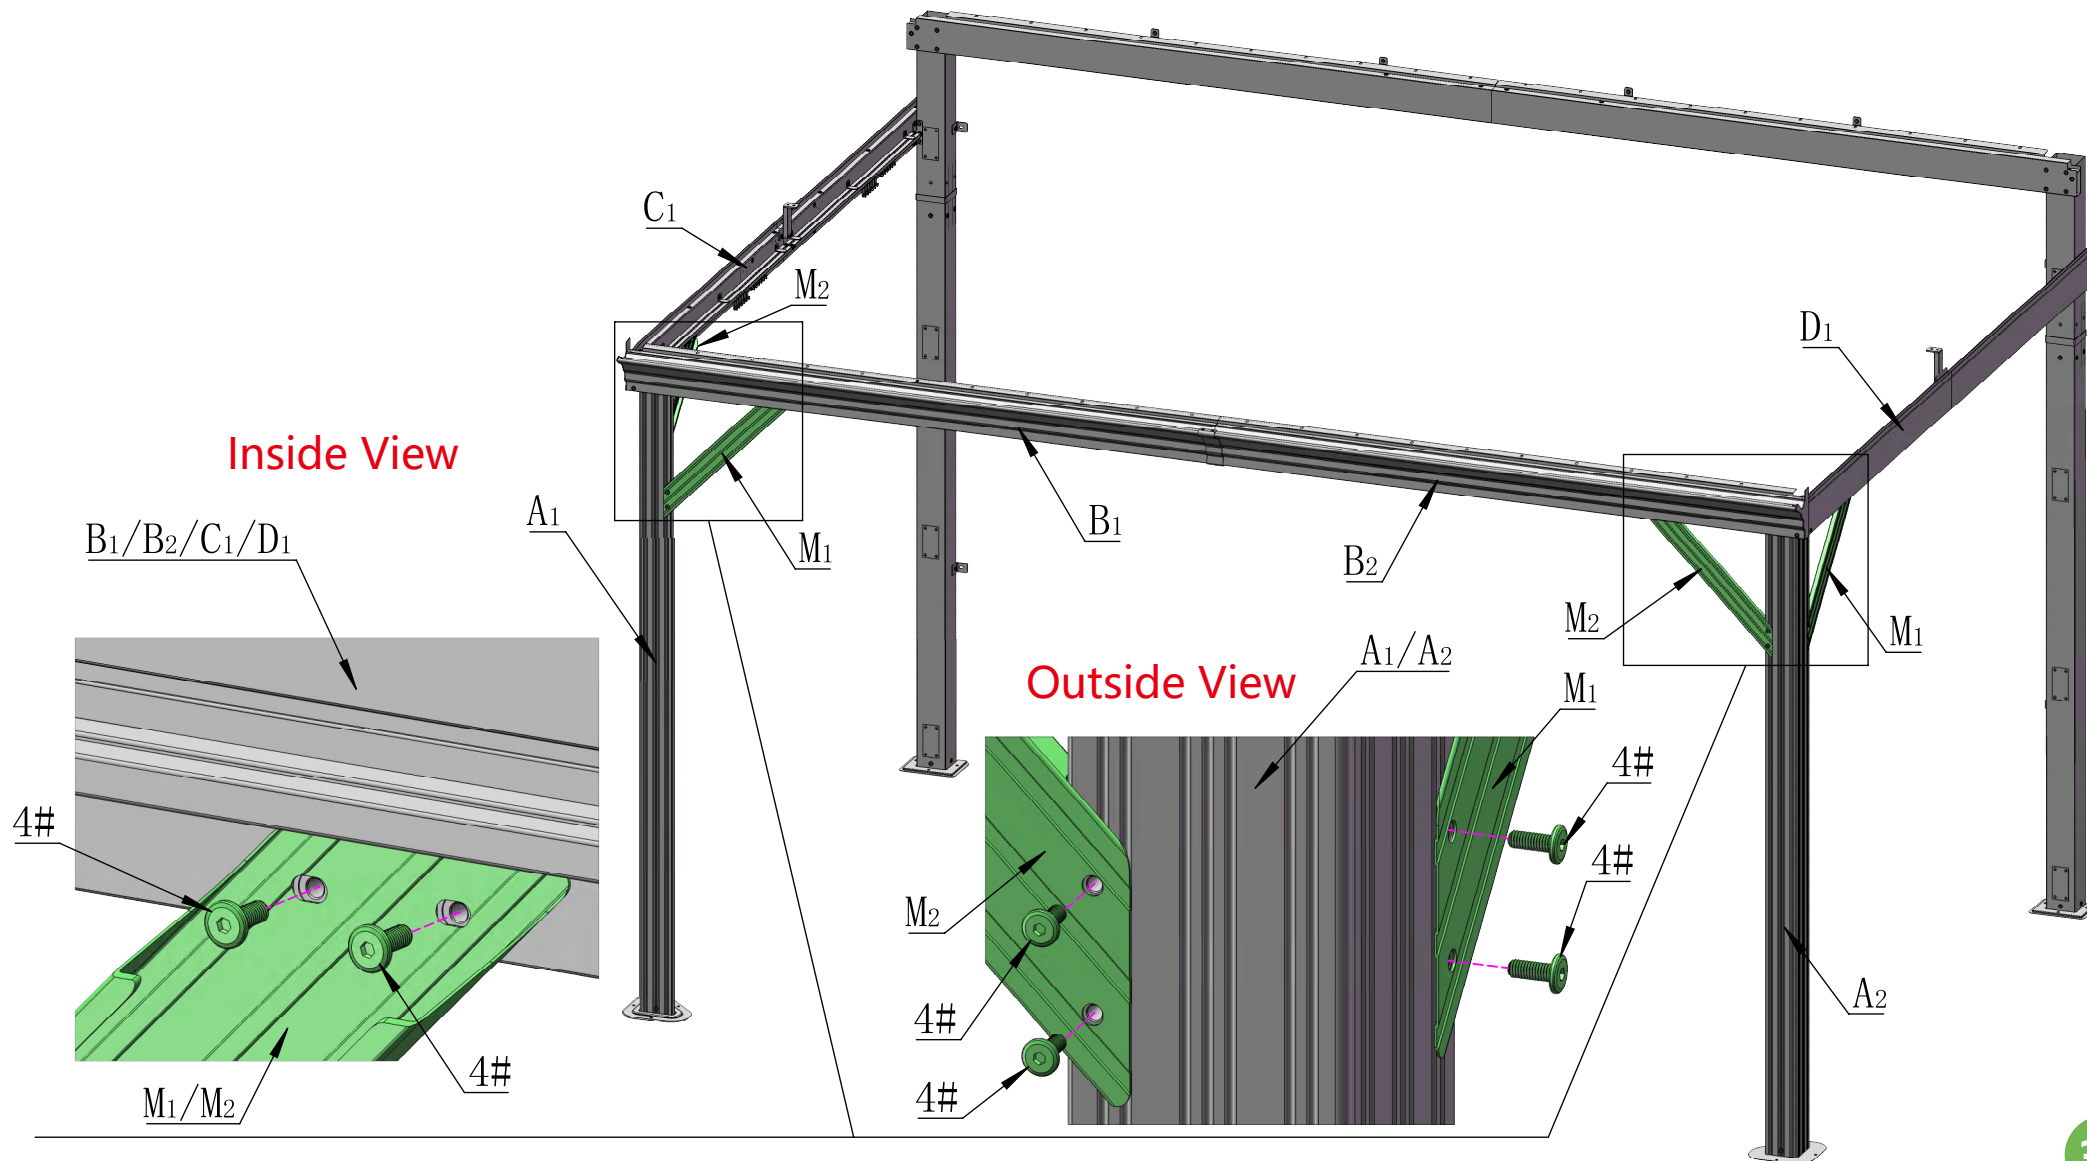 C1
M2
D1
Inside View
A1
B1
B1/B2/C1/D1
M1
B2
M2
M1
A1/A2
Outside View
M1
4#
4#
4#
M2
A2
4#
4#
M1/M2
4#